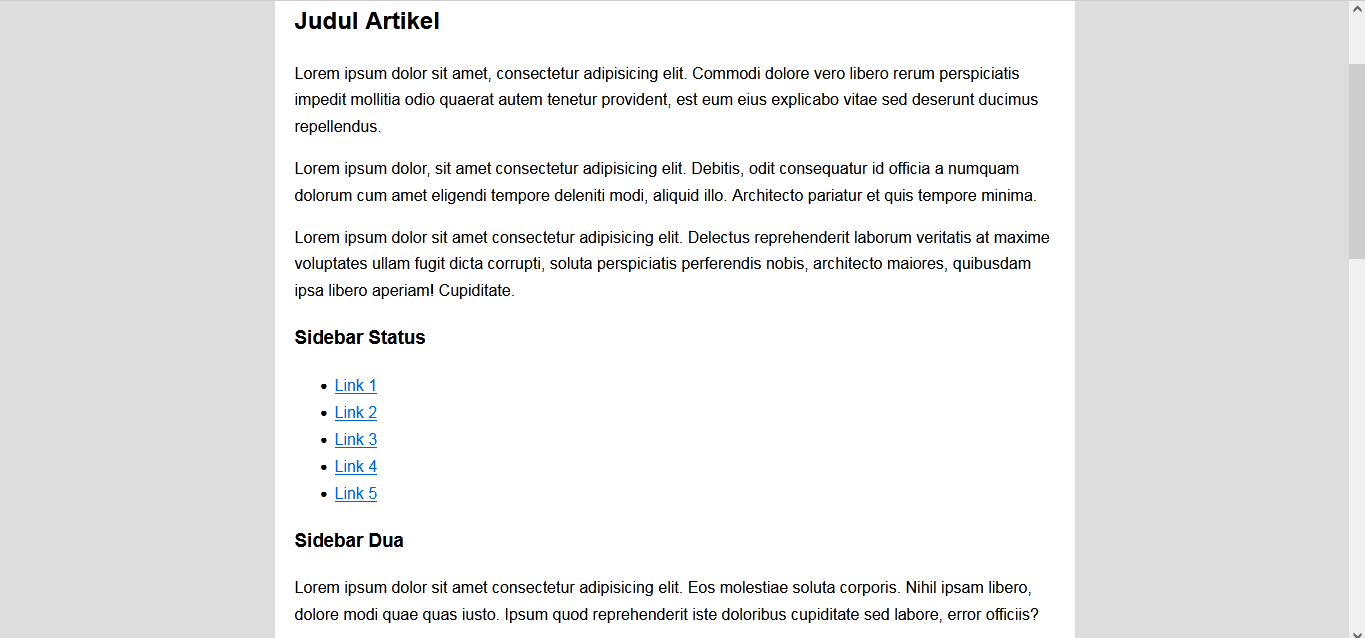 Judul Artikel
Lorem ipsum dolor sit amet, consectetur adipisicing elit. Commodi dolore vero libero rerum perspiciatis
impedit mollitia odio quaerat autem tenetur provident, est eum eius explicabo vitae sed deserunt ducimus
repellendus.
Lorem ipsum dolor, sit amet consectetur adipisicing elit. Debitis, odit consequatur id officia a numquam
dolorum cum amet eligendi tempore deleniti modi, aliquid illo. Architecto pariatur et quis tempore minima.
Lorem ipsum dolor sit amet consectetur adipisicing elit. Delectus reprehenderit laborum veritatis at maxime
voluptates ullam fugit dicta corrupti, soluta perspiciatis perferendis nobis, architecto maiores, quibusdam
ipsa libero aperiam! Cupiditate.
Sidebar Status
• Link 1
• Link 2
• Link 3
• Link 4
• Link 5
Sidebar Dua
Lorem ipsum dolor sit amet consectetur adipisicing elit. Eos molestiae soluta corporis. Nihil ipsam libero,
dolore modi quae quas iusto. Ipsum quod reprehenderit iste doloribus cupiditate sed labore, error officiis?